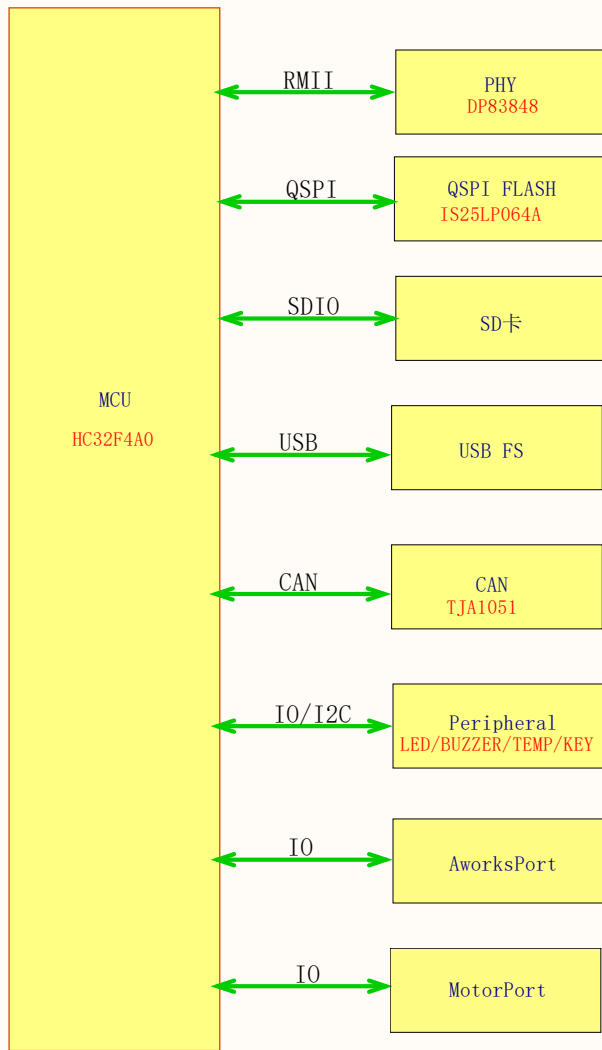 MCU
HC32F4A0
RMII
PHY
DP83848
QSPI
QSPI FLASH
IS25LP064A
SDIO
SD卡
USB
USB FS
CAN
CAN
TJA1051
IO/I2C
Peripheral
LED/BUZZER/TEMP/KEY
IO
AworksPort
IO
MotorPort